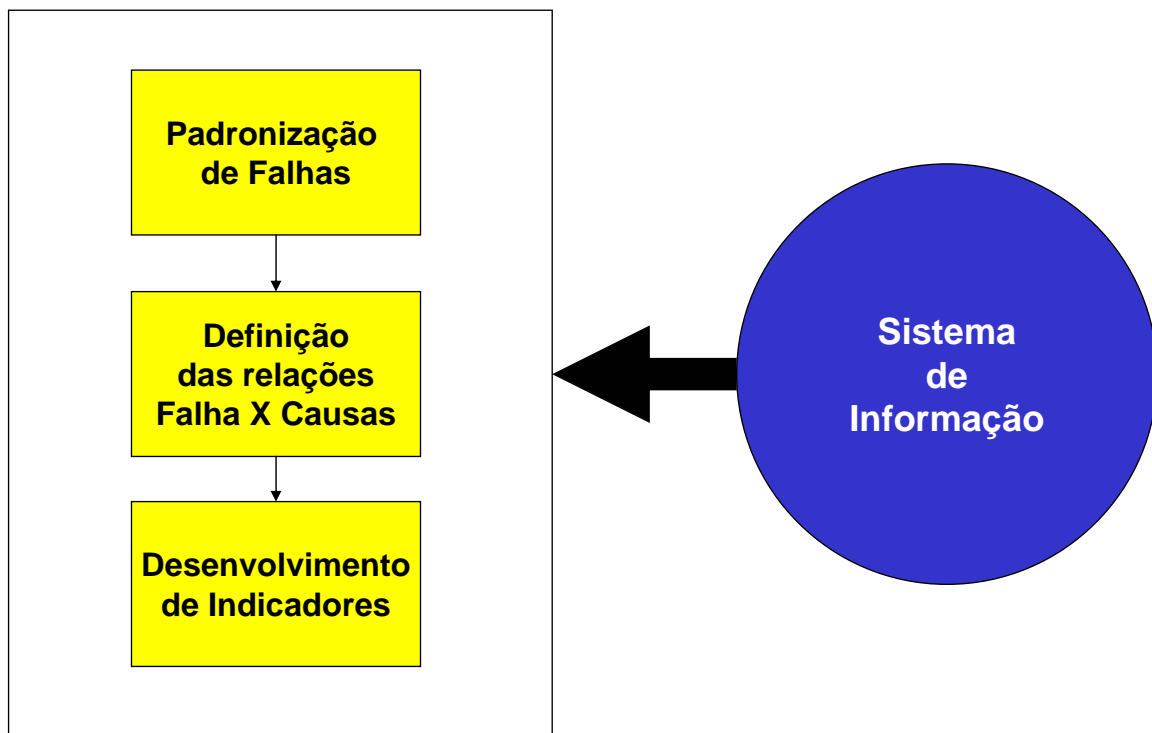 Padronização
de Falhas
Definição
das relações
Falha X Causas
Desenvolvimento
de Indicadores
Sistema
de
Informação